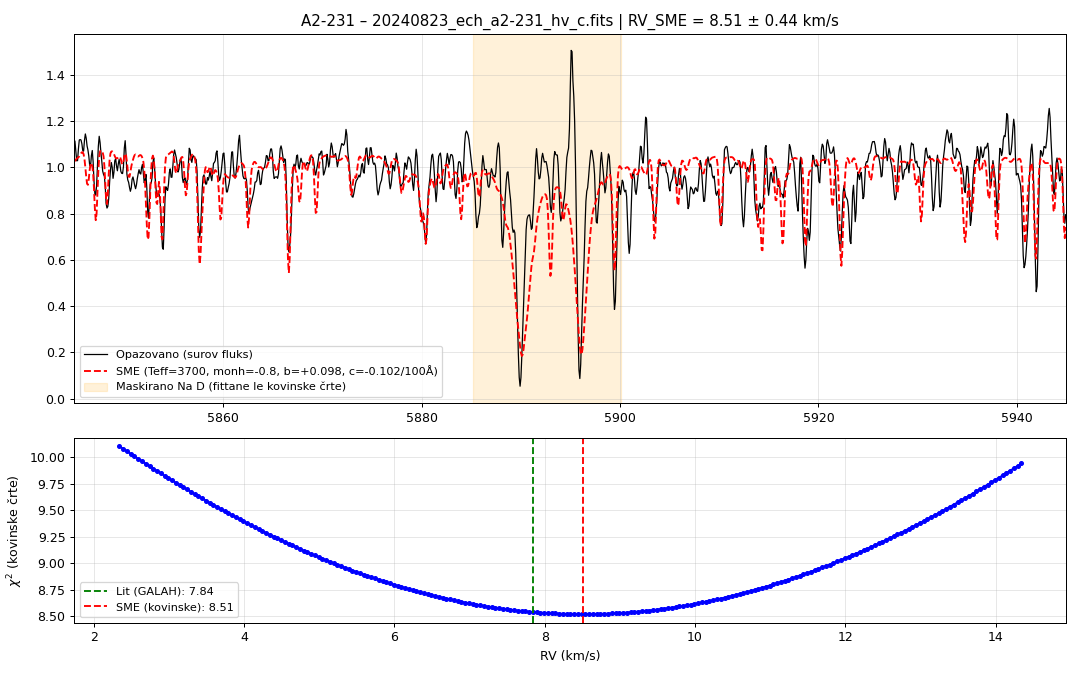 A2-231 – 20240823_ech_a2-231_hv_c.fits | RV_SME = 8.51 ± 0.44 km/s
1.4
1.2
1.0
0.8
0.6
0.4
0.2
0.0
Opazovano (surov fluks)
SME (Teff=3700, monh=-0.8, b=+0.098, c=-0.102/100Å)
Maskirano Na D (fittane le kovinske črte)
5860 5880 5900 5920 5940
χ² (kovinske črte)
10.00
9.75
9.50
9.25
9.00
8.75
8.50
Lit (GALAH): 7.84
SME (kovinske): 8.51
2 4 6 8 10 12 14
RV (km/s)